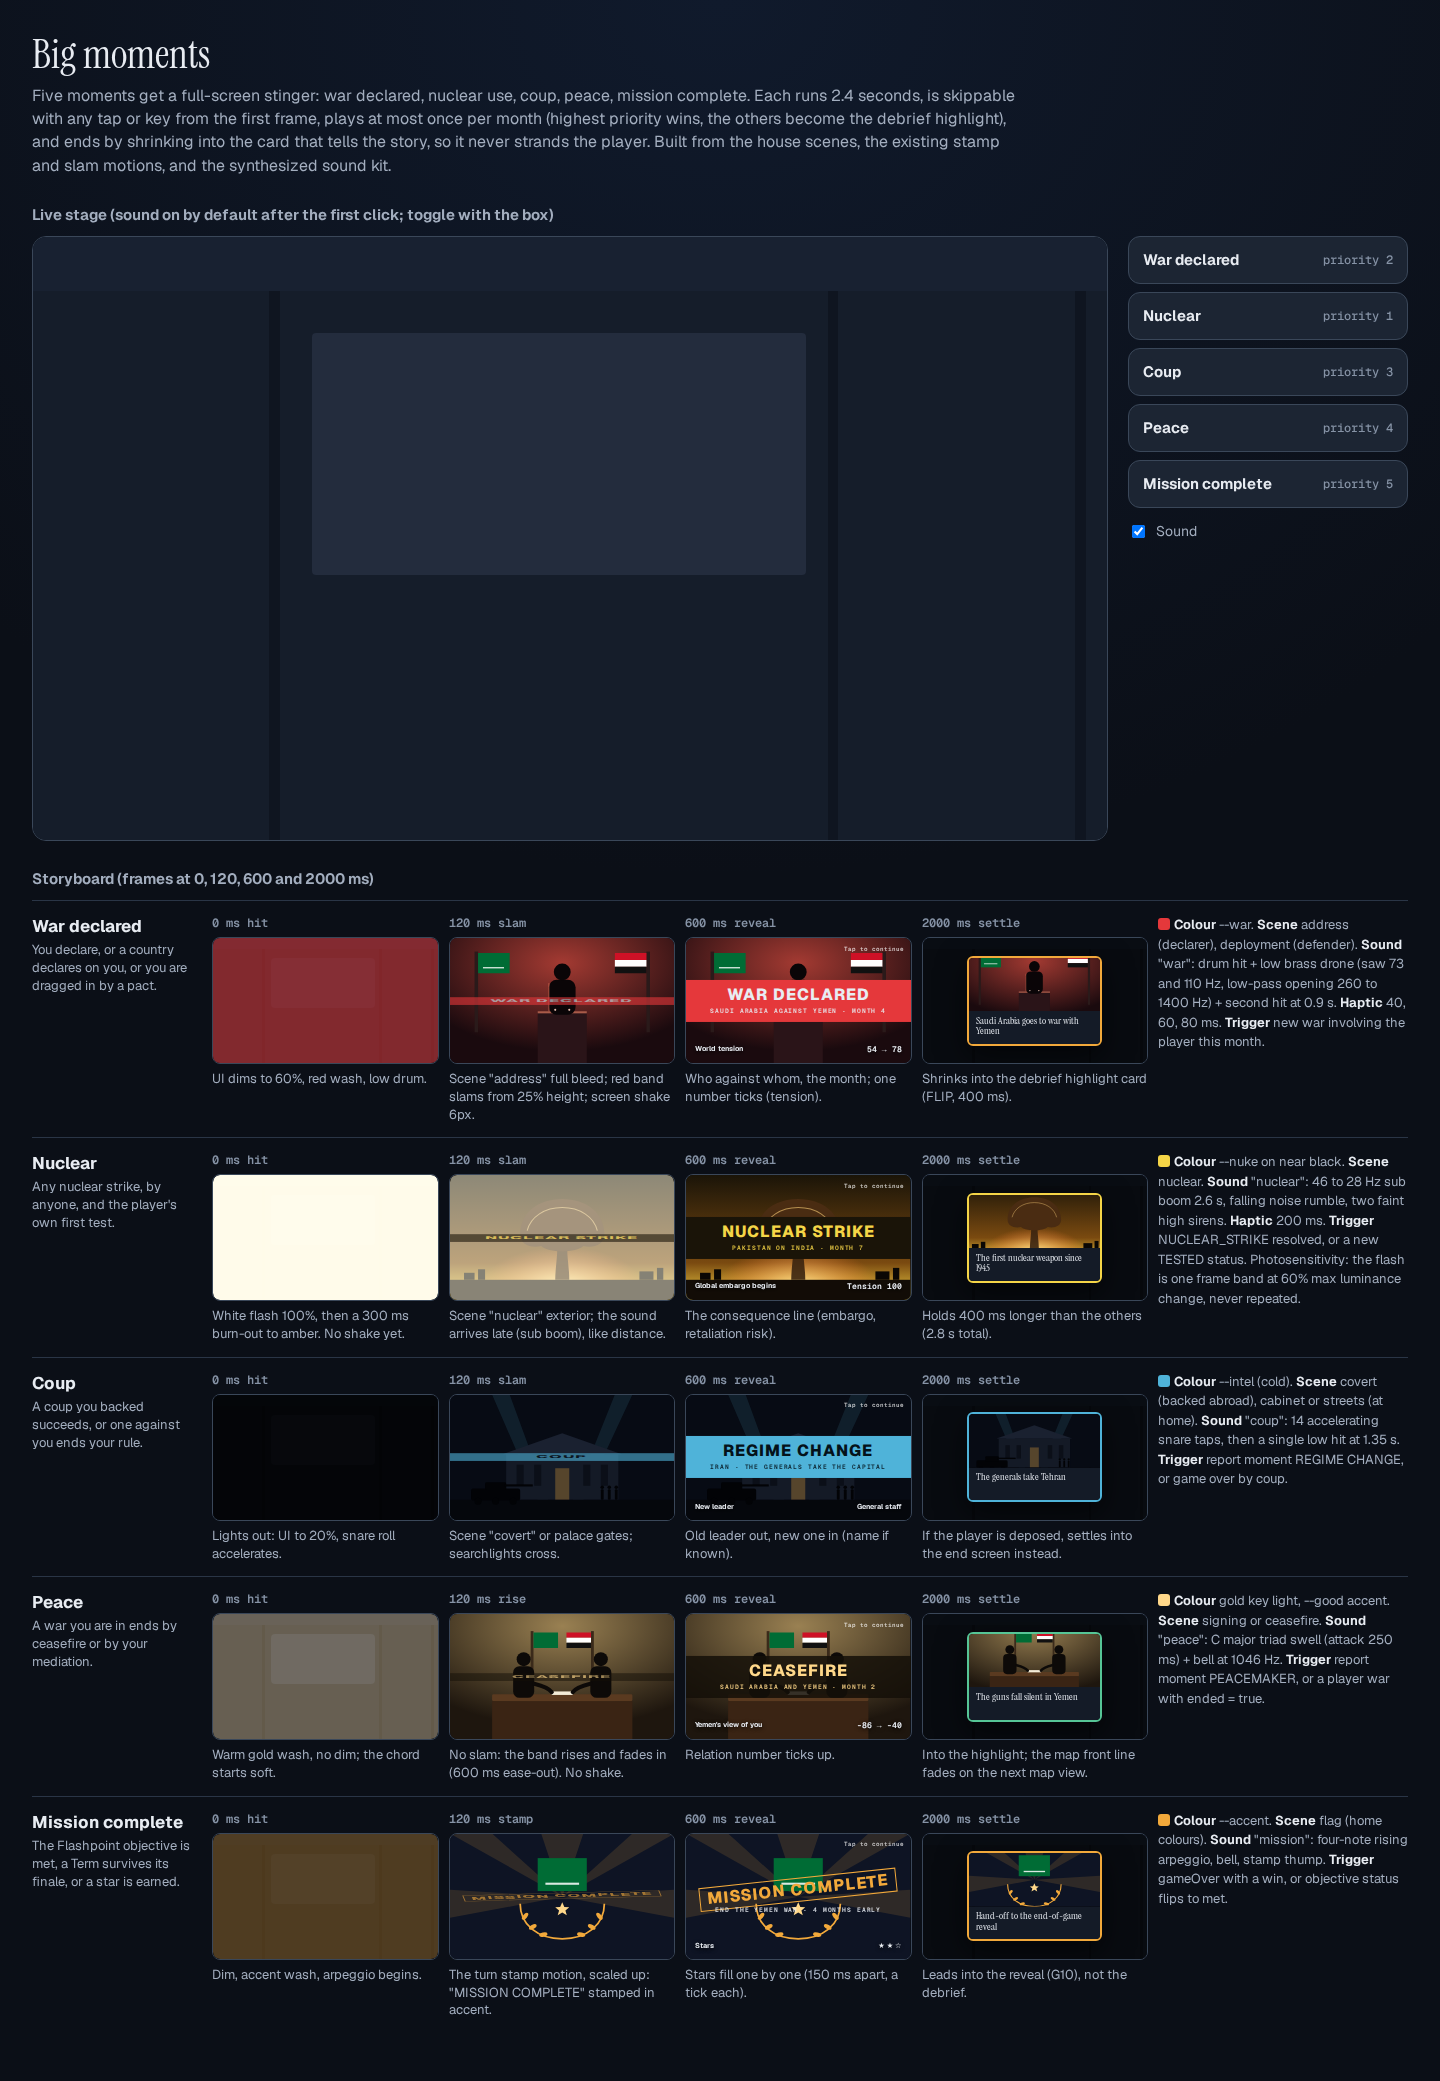 Big moments
Five moments get a full-screen stinger: war declared, nuclear use, coup, peace, mission complete. Each runs 2.4 seconds, is skippable
with any tap or key from the first frame, plays at most once per month (highest priority wins, the others become the debrief highlight),
and ends by shrinking into the card that tells the story, so it never strands the player. Built from the house scenes, the existing stamp
and slam motions, and the synthesized sound kit.
Live stage (sound on by default after the first click; toggle with the box)
War declared priority 2
Nuclear priority 1
Coup priority 3
Peace priority 4
Mission complete priority 5
Sound
Storyboard (frames at 0, 120, 600 and 2000 ms)
War declared
You declare, or a country
declares on you, or you are
dragged in by a pact.
0 ms hit
UI dims to 60%, red wash, low drum.
120 ms slam
WAR DECLARED
Scene "address" full bleed; red band
slams from 25% height; screen shake
6px.
600 ms reveal
Tap to continue
WAR DECLARED
SAUDI ARABIA AGAINST YEMEN - MONTH 4
World tension 54 → 78
Who against whom, the month; one
number ticks (tension).
2000 ms settle
Saudi Arabia goes to war with
Yemen
Shrinks into the debrief highlight card
(FLIP, 400 ms).
Colour --war. Scene address
(declarer), deployment (defender). Sound
"war": drum hit + low brass drone (saw 73
and 110 Hz, low-pass opening 260 to
1400 Hz) + second hit at 0.9 s. Haptic 40,
60, 80 ms. Trigger new war involving the
player this month.
Nuclear
Any nuclear strike, by
anyone, and the player's
own first test.
0 ms hit
White flash 100%, then a 300 ms
burn-out to amber. No shake yet.
120 ms slam
NUCLEAR STRIKE
Scene "nuclear" exterior; the sound
arrives late (sub boom), like distance.
600 ms reveal
Tap to continue
NUCLEAR STRIKE
PAKISTAN ON INDIA - MONTH 7
Global embargo begins Tension 100
The consequence line (embargo,
retaliation risk).
2000 ms settle
The first nuclear weapon since
1945
Holds 400 ms longer than the others
(2.8 s total).
Colour --nuke on near black. Scene
nuclear. Sound "nuclear": 46 to 28 Hz sub
boom 2.6 s, falling noise rumble, two faint
high sirens. Haptic 200 ms. Trigger
NUCLEAR_STRIKE resolved, or a new
TESTED status. Photosensitivity: the flash
is one frame band at 60% max luminance
change, never repeated.
Coup
A coup you backed
succeeds, or one against
you ends your rule.
0 ms hit
Lights out: UI to 20%, snare roll
accelerates.
120 ms slam
COUP
Scene "covert" or palace gates;
searchlights cross.
600 ms reveal
Tap to continue
REGIME CHANGE
IRAN - THE GENERALS TAKE THE CAPITAL
New leader General staff
Old leader out, new one in (name if
known).
2000 ms settle
The generals take Tehran
If the player is deposed, settles into
the end screen instead.
Colour --intel (cold). Scene covert
(backed abroad), cabinet or streets (at
home). Sound "coup": 14 accelerating
snare taps, then a single low hit at 1.35 s.
Trigger report moment REGIME CHANGE,
or game over by coup.
Peace
A war you are in ends by
ceasefire or by your
mediation.
0 ms hit
Warm gold wash, no dim; the chord
starts soft.
120 ms rise
CEASEFIRE
No slam: the band rises and fades in
(600 ms ease-out). No shake.
600 ms reveal
Tap to continue
CEASEFIRE
SAUDI ARABIA AND YEMEN - MONTH 2
Yemen's view of you -86 → -40
Relation number ticks up.
2000 ms settle
The guns fall silent in Yemen
Into the highlight; the map front line
fades on the next map view.
Colour gold key light, --good accent.
Scene signing or ceasefire. Sound
"peace": C major triad swell (attack 250
ms) + bell at 1046 Hz. Trigger report
moment PEACEMAKER, or a player war
with ended = true.
Mission complete
The Flashpoint objective is
met, a Term survives its
finale, or a star is earned.
0 ms hit
Dim, accent wash, arpeggio begins.
120 ms stamp
MISSION COMPLETE
The turn stamp motion, scaled up:
"MISSION COMPLETE" stamped in
accent.
600 ms reveal
Tap to continue
MISSION COMPLETE
END THE YEMEN WAR 4 MONTHS EARLY
Stars ★ ★ ☆
Stars fill one by one (150 ms apart, a
tick each).
2000 ms settle
Hand-off to the end-of-game
reveal
Leads into the reveal (G10), not the
debrief.
Colour --accent. Scene flag (home
colours). Sound "mission": four-note rising
arpeggio, bell, stamp thump. Trigger
gameOver with a win, or objective status
flips to met.